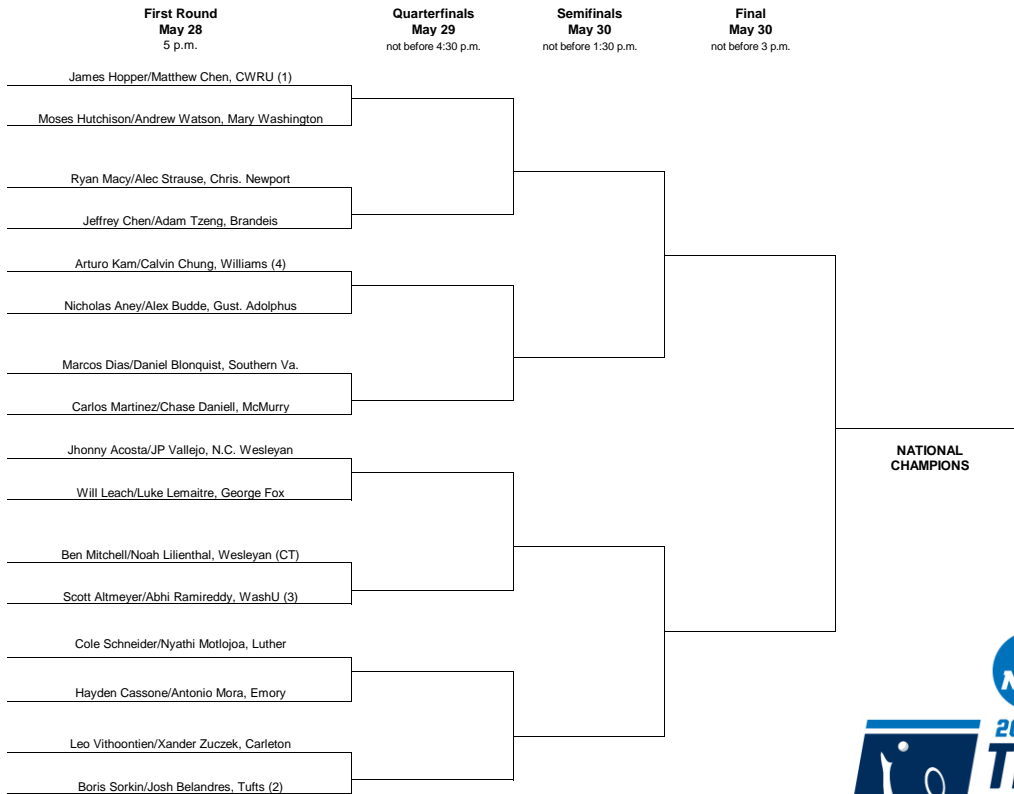 First Round
May 28
5 p.m.
Quarterfinals
May 29
not before 4:30 p.m.
Semifinals
May 30
not before 1:30 p.m.
Final
May 30
not before 3 p.m.
James Hopper/Matthew Chen, CWRU (1)
Moses Hutchison/Andrew Watson, Mary Washington
Ryan Macy/Alec Strause, Chris. Newport
Jeffrey Chen/Adam Tzeng, Brandeis
Arturo Kam/Calvin Chung, Williams (4)
Nicholas Aney/Alex Budde, Gust. Adolphus
Marcos Dias/Daniel Blonquist, Southern Va.
Carlos Martinez/Chase Daniell, McMurry
Jhonny Acosta/JP Vallejo, N.C. Wesleyan
Will Leach/Luke Lemaitre, George Fox
Ben Mitchell/Noah Lilienthal, Wesleyan (CT)
Scott Altmeyer/Abhi Ramireddy, WashU (3)
Cole Schneider/Nyathi Motlojoa, Luther
Hayden Cassone/Antonio Mora, Emory
Leo Vithoontien/Xander Zuczek, Carleton
Boris Sorkin/Josh Belandres, Tufts (2)
NATIONAL
CHAMPIONS